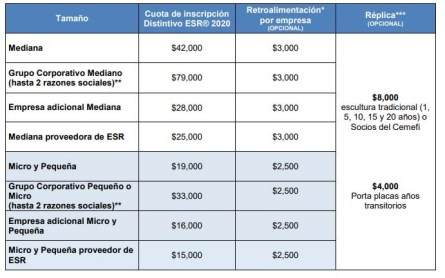 Tamaño
Cuota de inscripción
Distintivo ESR® 2020
Retroalimentación*
por empresa
(OPCIONAL)
Réplica***
(OPCIONAL)
Mediana
$42,000
$3,000
Grupo Corporativo Mediano
(hasta 2 razones sociales)**
$79,000
$3,000
Empresa adicional Mediana
$28,000
$3,000
Mediana proveedora de ESR
$25,000
$3,000
Micro y Pequeña
$19,000
$2,500
Grupo Corporativo Pequeño o
Micro
(hasta 2 razones sociales)**
$33,000
$2,500
Empresa adicional Micro y
Pequeña
$16,000
$2,500
Micro y Pequeña proveedor de
ESR
$15,000
$2,500
$8,000
escultura tradicional (1,
5, 10, 15 y 20 años) o
Socios del Cemefi
$4,000
Porta placas años
transitorios